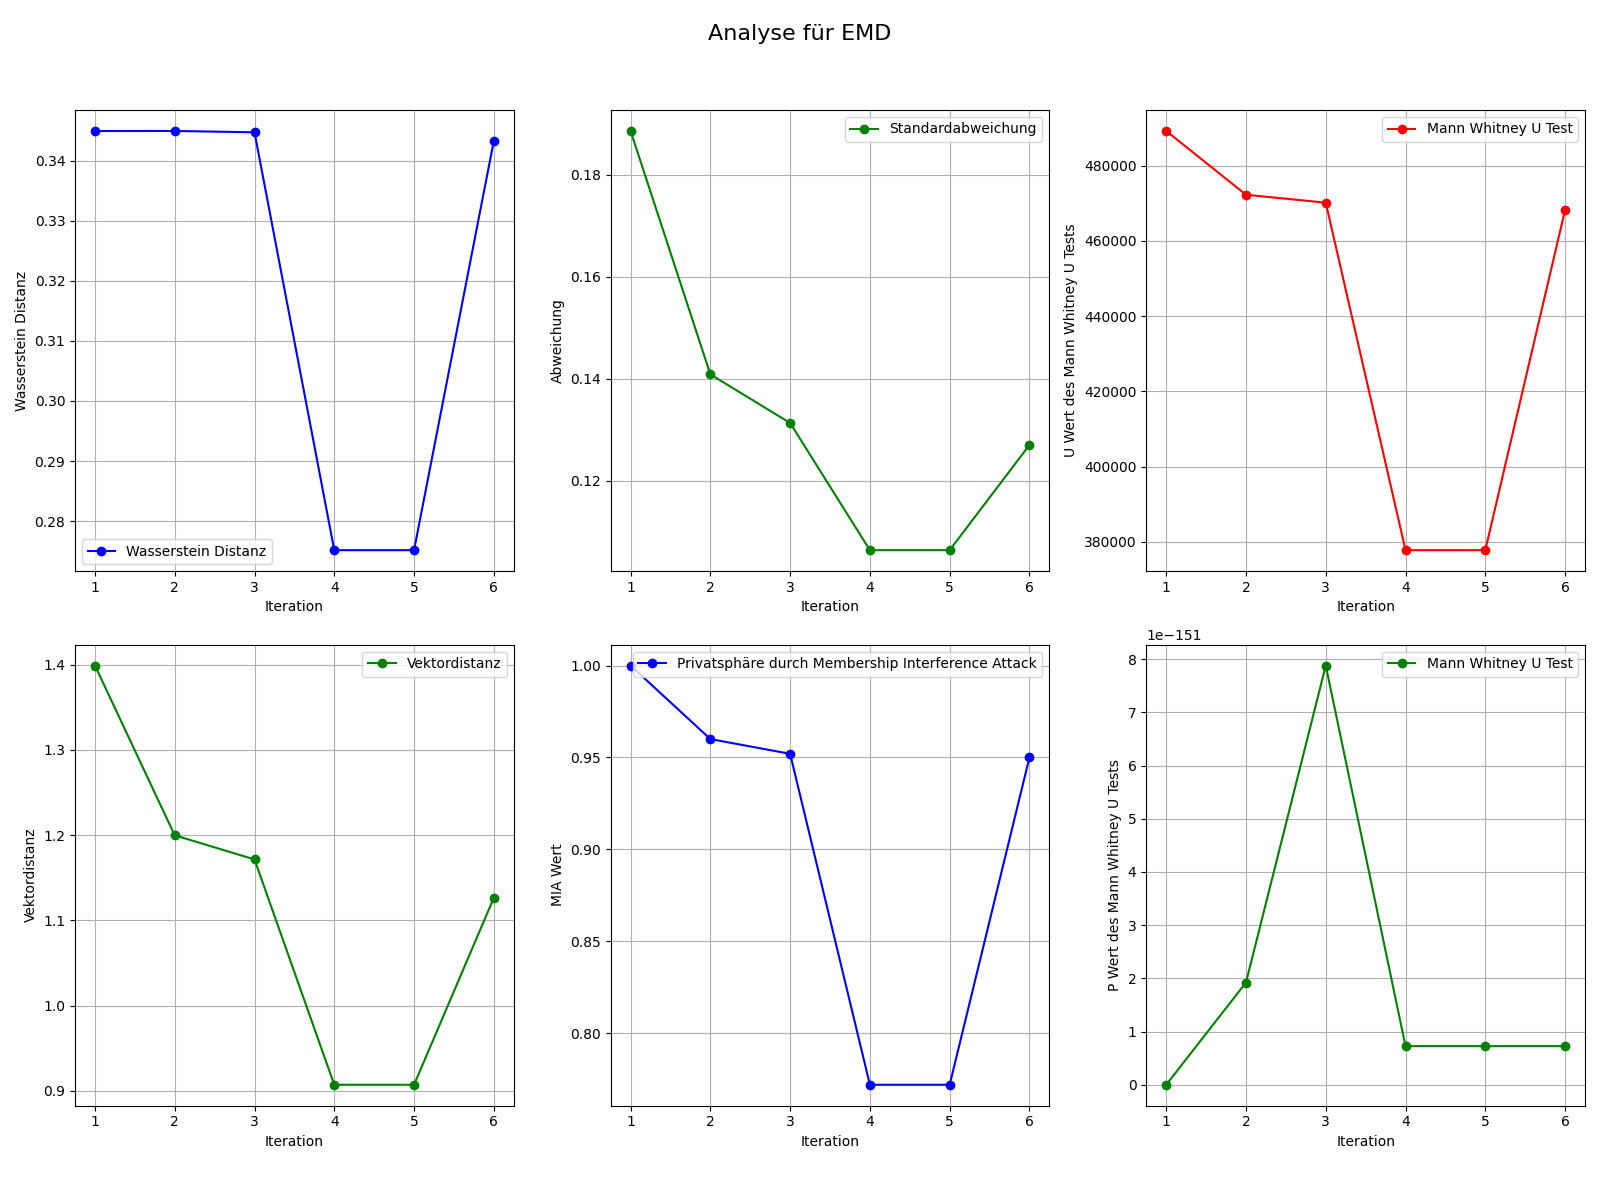 Analyse für EMD
Wasserstein Distanz
0.34
0.33
0.32
0.31
0.30
0.29
0.28
Wasserstein Distanz
1 2 3 4 5 6
Iteration
Abweichung
0.18
0.16
0.14
0.12
Standardabweichung
1 2 3 4 5 6
Iteration
U Wert des Mann Whitney U Tests
480000
460000
440000
420000
400000
380000
Mann Whitney U Test
1 2 3 4 5 6
Iteration
Vektordistanz
1.4
1.3
1.2
1.1
1.0
0.9
Vektordistanz
1 2 3 4 5 6
Iteration
MIA Wert
1.00
0.95
0.90
0.85
0.80
Privatsphäre durch Membership Interference Attack
1 2 3 4 5 6
Iteration
1e−151
P Wert des Mann Whitney U Tests
8
7
6
5
4
3
2
1
0
Mann Whitney U Test
1 2 3 4 5 6
Iteration